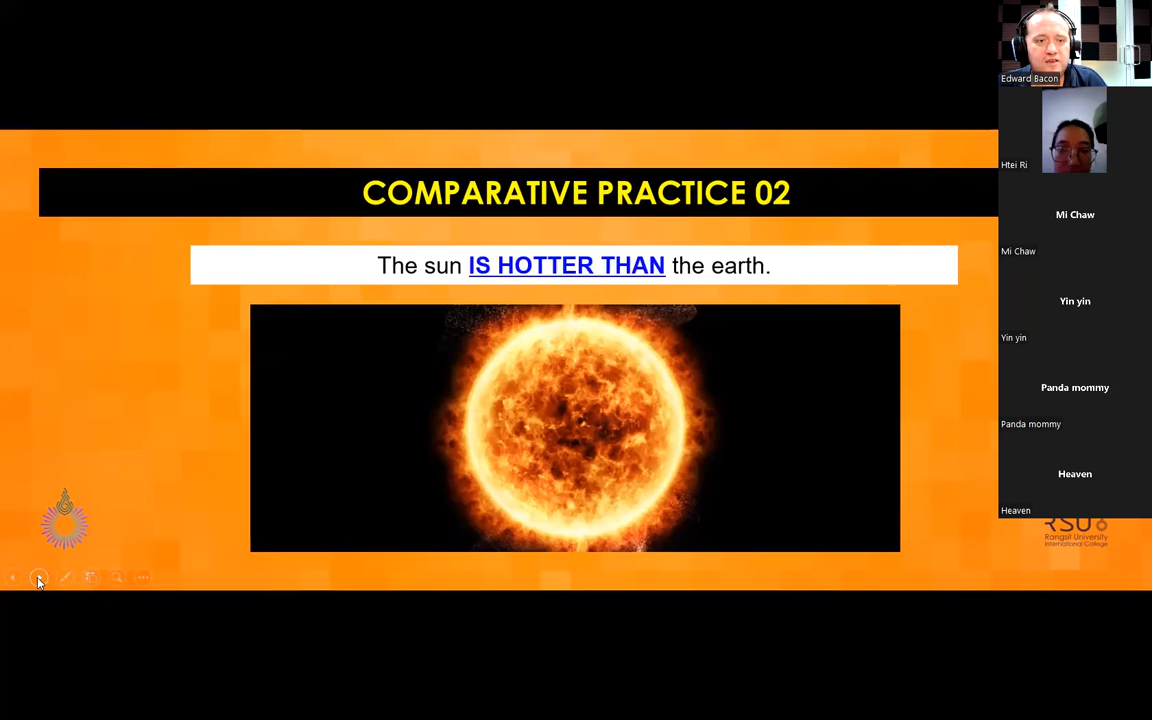 COMPARATIVE PRACTICE 02
The sun IS HOTTER THAN the earth.
Edward Bacon
Htei Ri
Mi Chaw
Mi Chaw
Yin yin
Yin yin
Panda mommy
Panda mommy
Heaven
Heaven
RSU
Rangsit University
International College